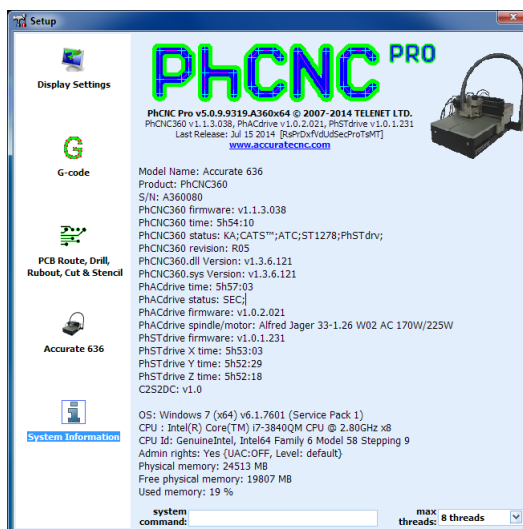 Setup
Display Settings
G-code
PCB Route, Drill,
Rubout, Cut & Stencil
Accurate 636
System Information
PhCNC PRO
PhCNC Pro v5.0.9.9319.A360x64 © 2007-2014 TELENET LTD.
PhCNC360 v1.1.3.038, PhACdrive v1.0.2.021, PhSTdrive v1.0.1.231
Last Release: Jul 15 2014 [RsPrDxfVdUdSecProTsMT]
www.accuratecnc.com
Model Name: Accurate 636
Product: PhCNC360
S/N: A360080
PhCNC360 firmware: v1.1.3.038
PhCNC360 time: 5h54:10
PhCNC360 status: KA;CATS™;ATC;ST1278;PhSTdrv;
PhCNC360 revision: R05
PhCNC360.dll Version: v1.3.6.121
PhCNC360.sys Version: v1.3.6.121
PhACdrive time: 5h57:03
PhACdrive status: SEC;
PhACdrive firmware: v1.0.2.021
PhACdrive spindle/motor: Alfred Jager 33-1.26 W02 AC 170W/225W
PhSTdrive firmware: v1.0.1.231
PhSTdrive X time: 5h53:03
PhSTdrive Y time: 5h52:29
PhSTdrive Z time: 5h52:18
C2S2DC: v1.0
OS: Windows 7 (x64) v6.1.7601 (Service Pack 1)
CPU : Intel(R) Core(TM) i7-3840QM CPU @ 2.80GHz x8
CPU Id: GenuineIntel, Intel64 Family 6 Model 58 Stepping 9
Admin rights: Yes {UAC:OFF, Level: default}
Physical memory: 24513 MB
Free physical memory: 19807 MB
Used memory: 19 %
system
command:
max
threads: 8 threads